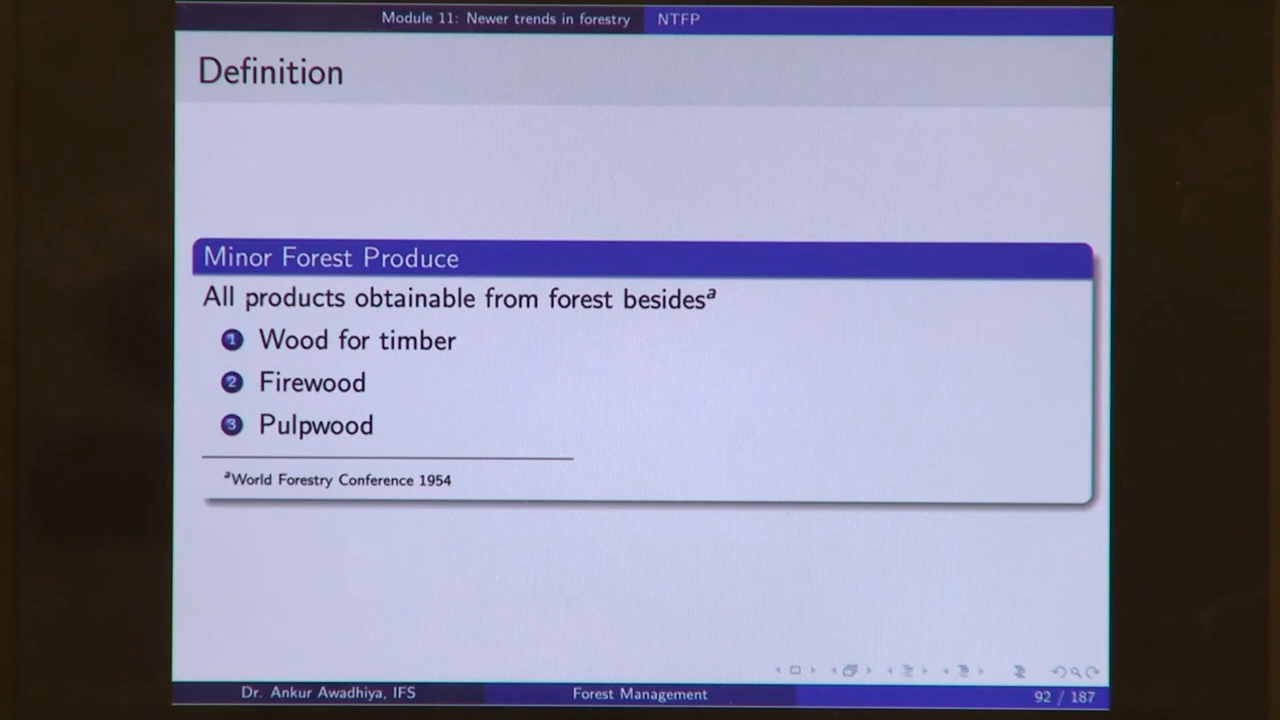 Module 11: Newer trends in forestry NTFP
Definition
Minor Forest Produce
All products obtainable from forest besidesᵃ
1 Wood for timber
2 Firewood
3 Pulpwood
ᵃWorld Forestry Conference 1954
Dr. Ankur Awadhiya, IFS Forest Management 92 / 187